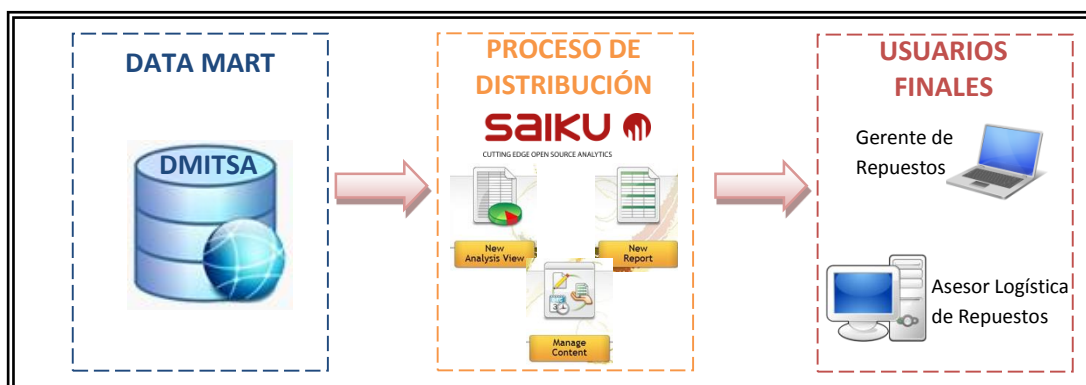 DATA MART
DMITSA
PROCESO DE
DISTRIBUCIÓN
saiku
CUTTING EDGE OPEN SOURCE ANALYTICS
New
Analysis View
New
Report
Manage
Content
USUARIOS
FINALES
Gerente de
Repuestos
Asesor Logística
de Repuestos